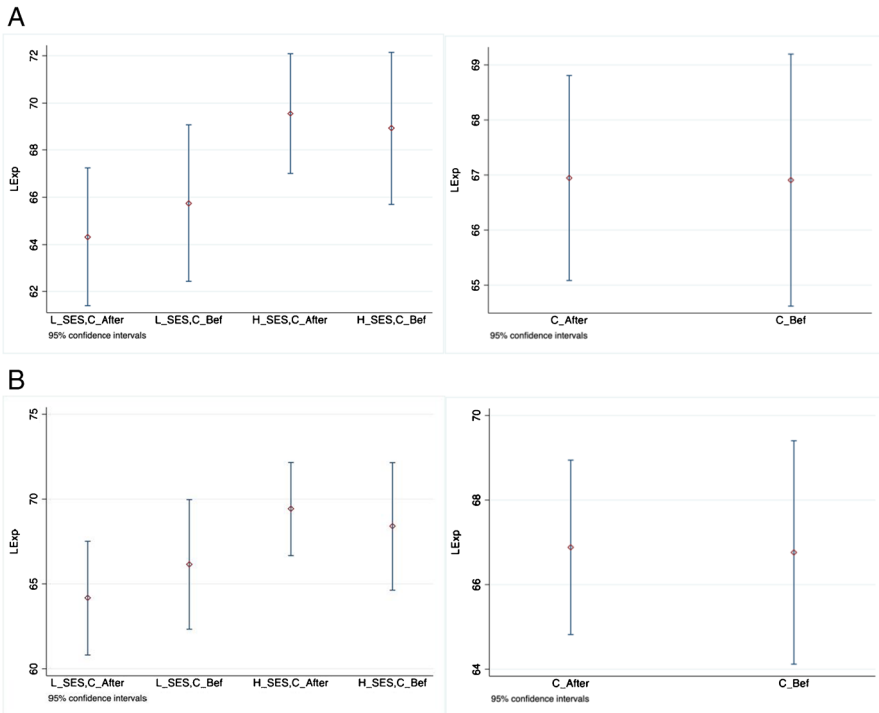 A
72
70
68
66
64
62
LExp
L_SES,C_After L_SES,C_Bef H_SES,C_After H_SES,C_Bef
95% confidence intervals
69
68
67
66
65
LExp
C_After C_Bef
95% confidence intervals
B
75
70
65
60
LExp
L_SES,C_After L_SES,C_Bef H_SES,C_After H_SES,C_Bef
95% confidence intervals
70
68
66
64
LExp
C_After C_Bef
95% confidence intervals